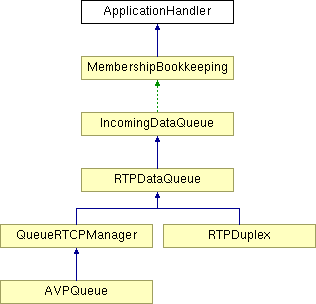 ApplicationHandler
MembershipBookkeeping
IncomingDataQueue
RTPDataQueue
QueueRTCPManager
RTPDuplex
AVPQueue